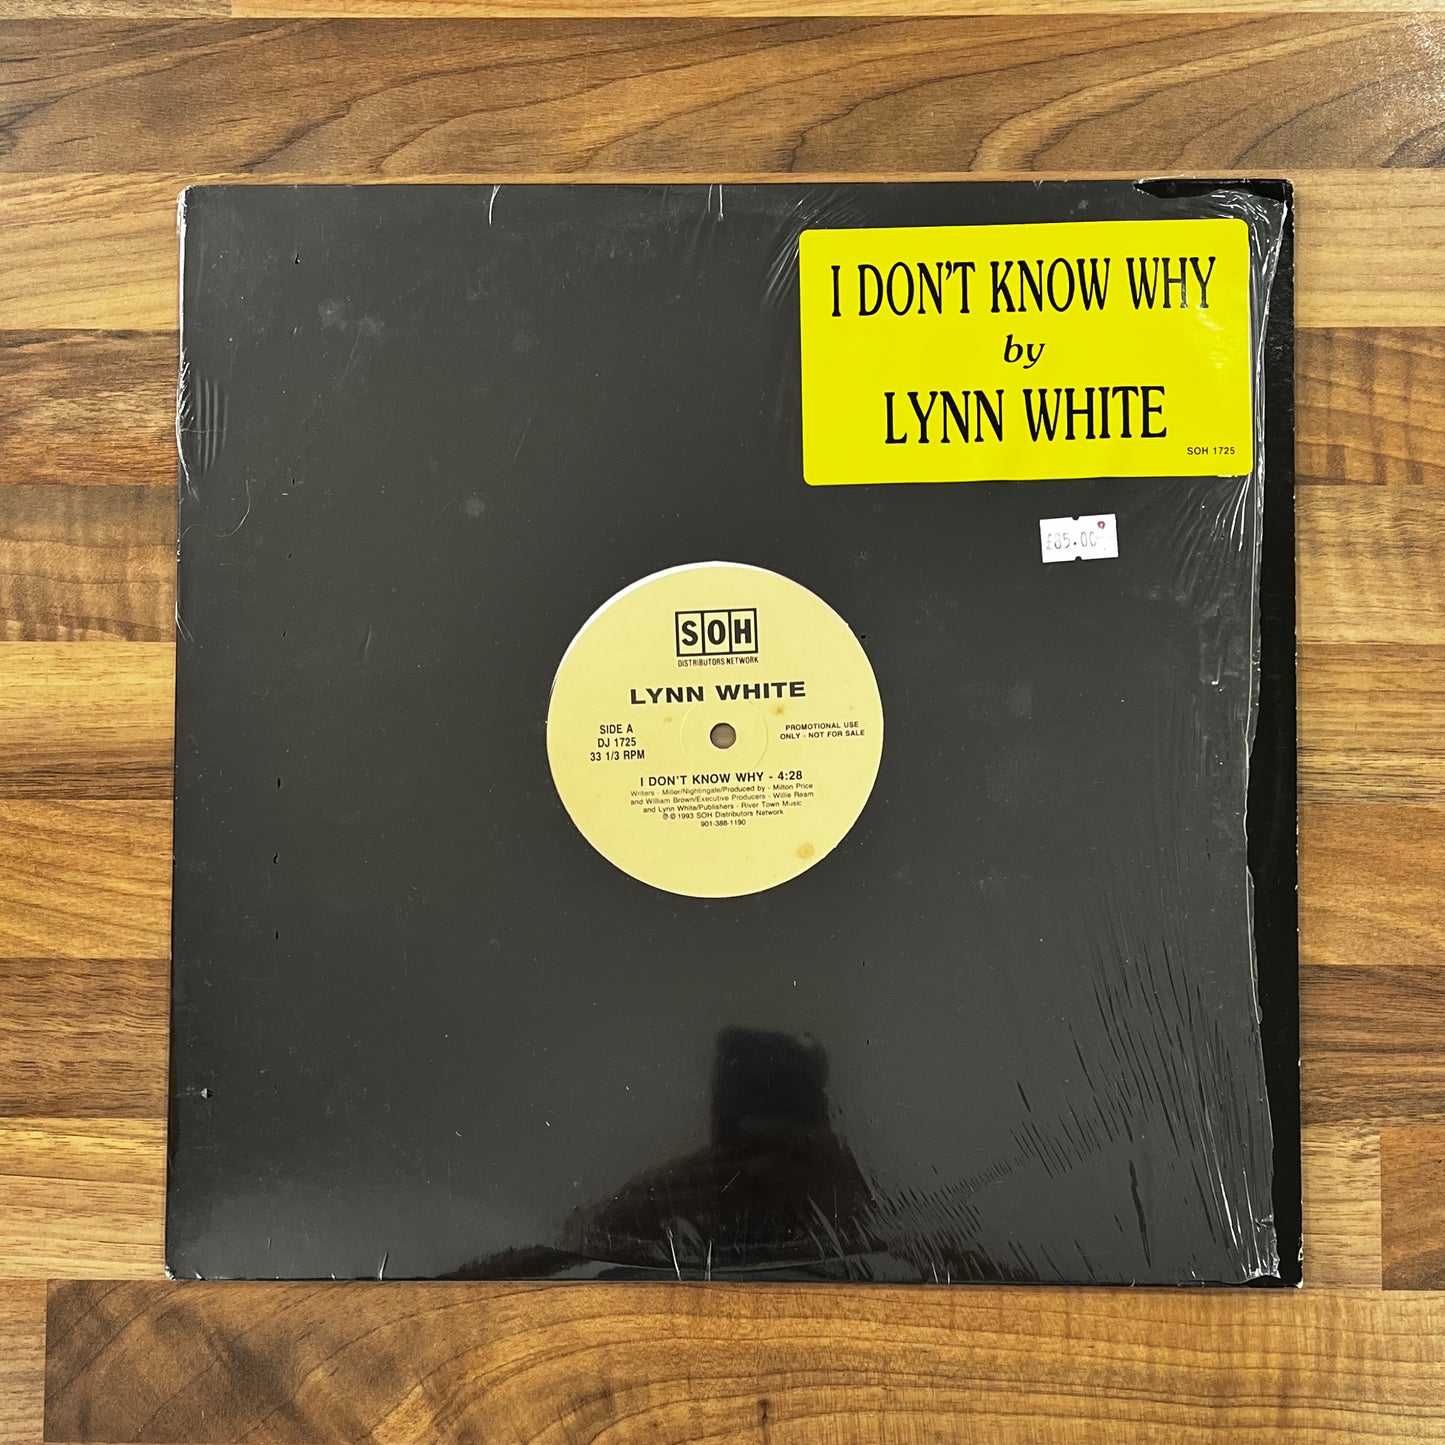 I DON'T KNOW WHY
by
LYNN WHITE
SOH 1725
£85.00
SOH
DISTRIBUTORS NETWORK
LYNN WHITE
SIDE A
DJ 1725
33 1/3 RPM
PROMOTIONAL USE
ONLY - NOT FOR SALE
I DON'T KNOW WHY - 4:28
Writers - Miller/Nightingale/Produced by - Milton Price
and William Brown/Executive Producers - Willie Ream
and Lynn White/Publishers - River Town Music
℗ © 1993 SOH Distributors Network
901-388-1190